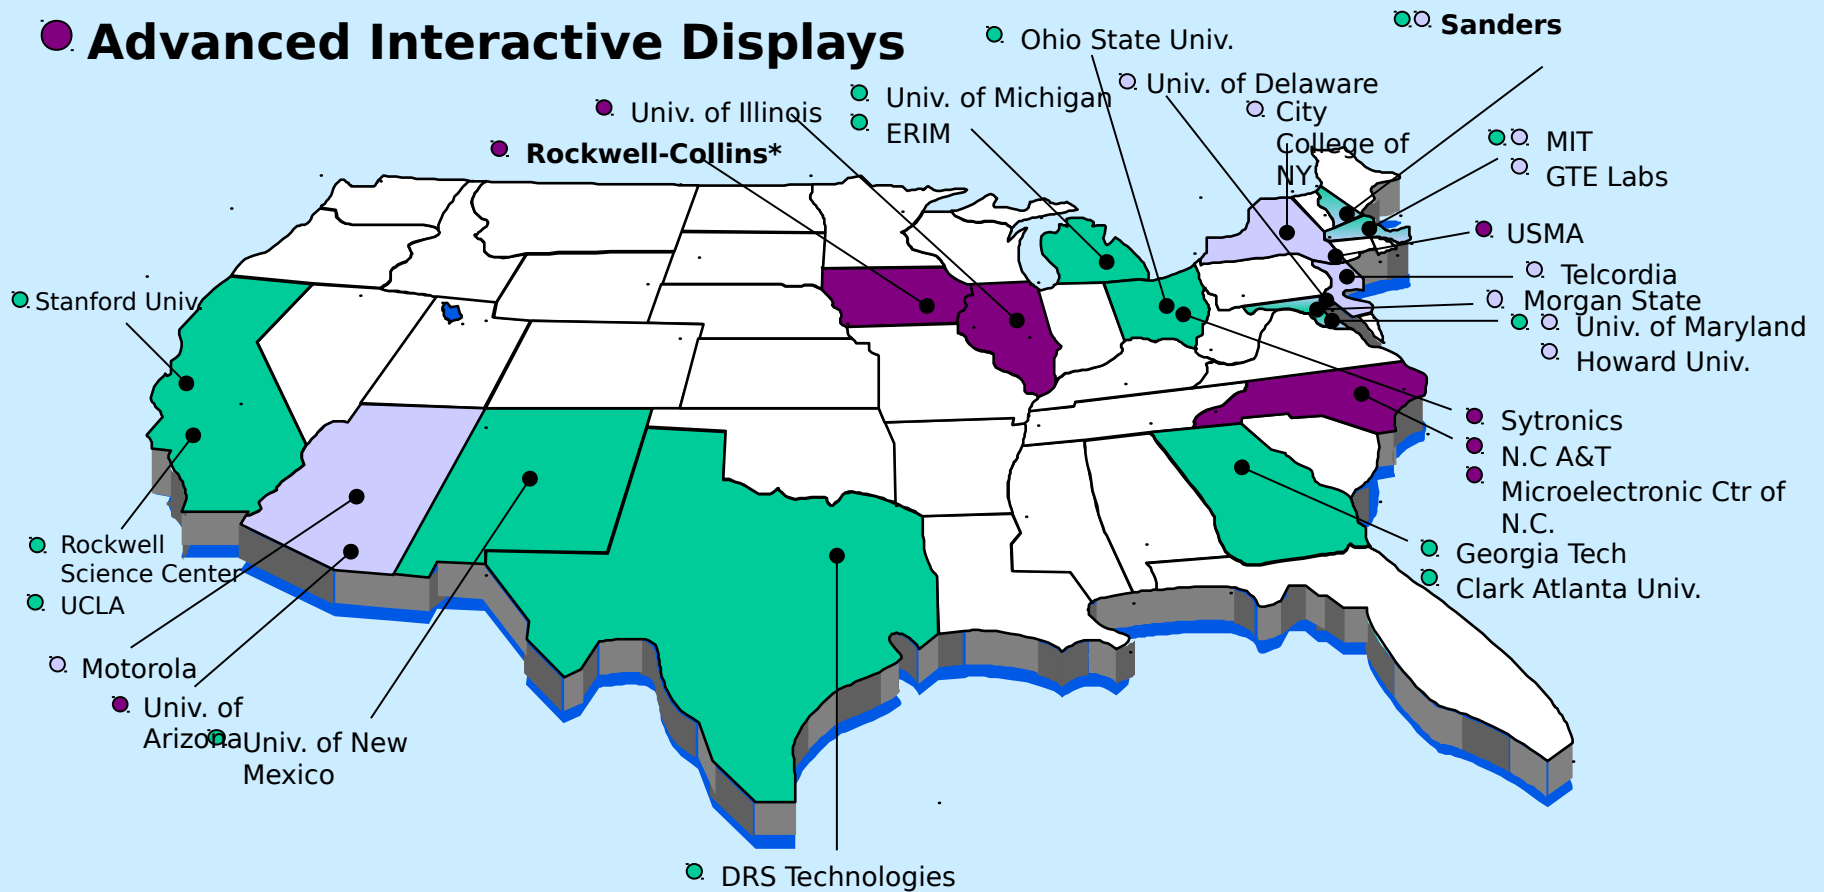 Advanced Interactive Displays
Sanders
Ohio State Univ.
Univ. of Delaware
Univ. of Michigan
ERIM
City
College of
NY
Univ. of Illinois
Rockwell-Collins*
MIT
GTE Labs
USMA
Telcordia
Morgan State
Univ. of Maryland
Howard Univ.
Stanford Univ.
Sytronics
N.C A&T
Microelectronic Ctr of
N.C.
Rockwell
Science Center
UCLA
Georgia Tech
Clark Atlanta Univ.
Motorola
Univ. of
Arizona
Univ. of New
Mexico
DRS Technologies